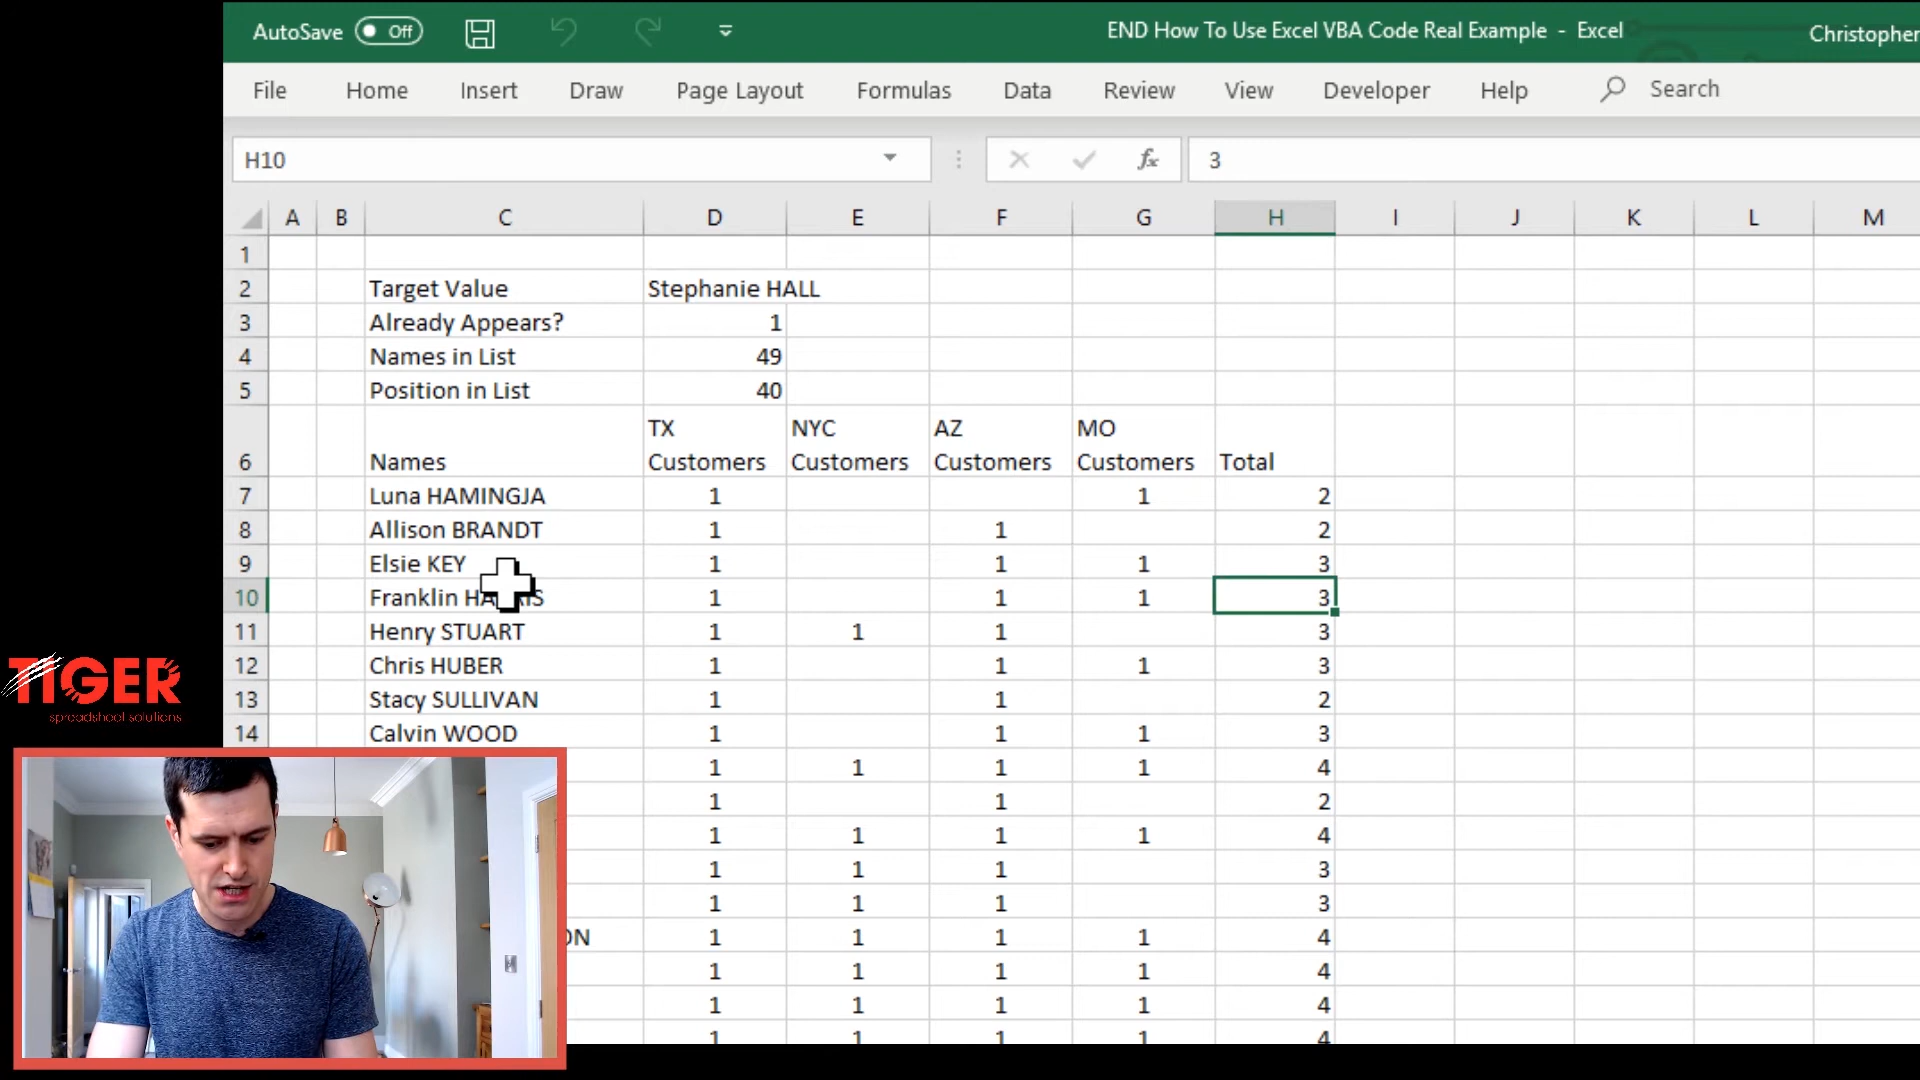 AutoSave Off END How To Use Excel VBA Code Real Example - Excel Christopher
File Home Insert Draw Page Layout Formulas Data Review View Developer Help Search
H10 fx 3
A B C D E F G H I J K L M
1
2 Target Value Stephanie HALL
3 Already Appears? 1
4 Names in List 49
5 Position in List 40
TX NYC AZ MO
6 Names Customers Customers Customers Customers Total
7 Luna HAMINGJA 1 1 2
8 Allison BRANDT 1 1 2
9 Elsie KEY 1 1 1 3
10 Franklin 1 1 1 3
11 Henry STUART 1 1 1 3
12 Chris HUBER 1 1 1 3
13 Stacy SULLIVAN 1 1 2
14 Calvin WOOD 1 1 1 3
1 1 1 1 4
1 1 2
1 1 1 1 4
1 1 1 3
1 1 1 3
ON 1 1 1 1 4
1 1 1 1 4
1 1 1 1 4
1 1 1 1 4
TIGER
spreadsheet solutions